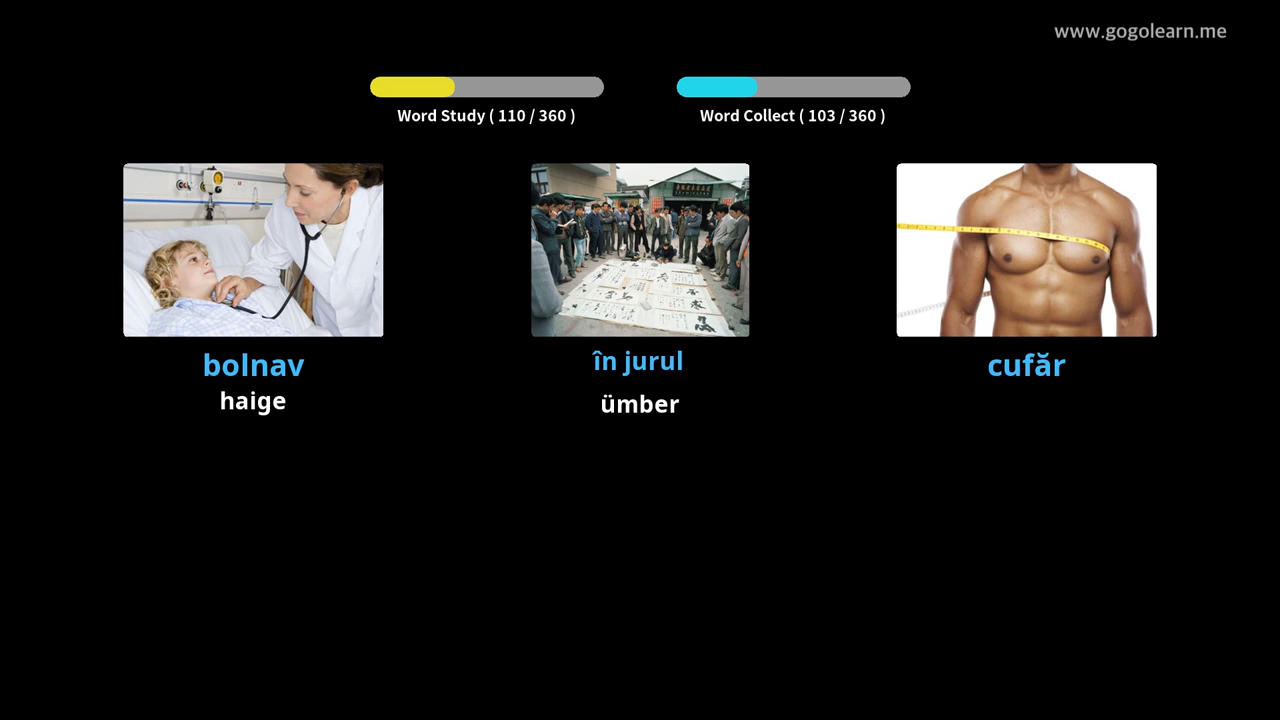 www.gogolearn.me
Word Study ( 110 / 360 )
Word Collect ( 103 / 360 )
bolnav
haige
în jurul
ümber
cufăr